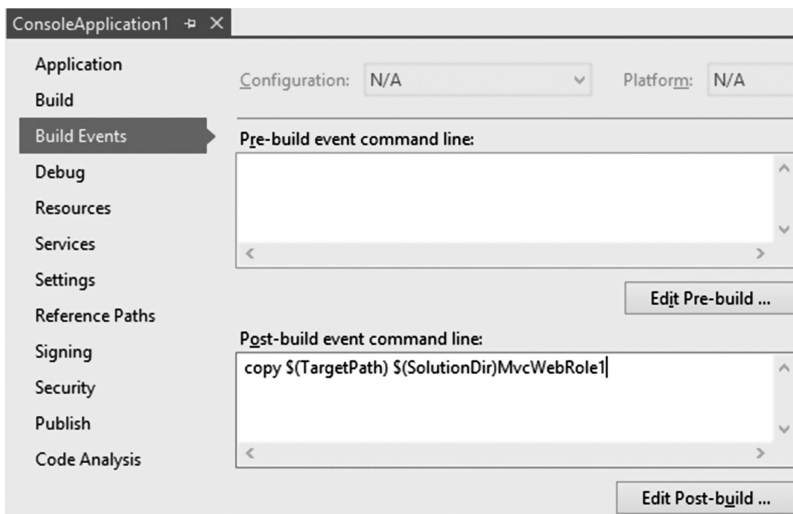 ConsoleApplication1
Application
Build
Build Events
Debug
Resources
Services
Settings
Reference Paths
Signing
Security
Publish
Code Analysis
Configuration: N/A Platform: N/A
Pre-build event command line:
Edit Pre-build ...
Post-build event command line:
copy $(TargetPath) $(SolutionDir)MvcWebRole1
Edit Post-build ...